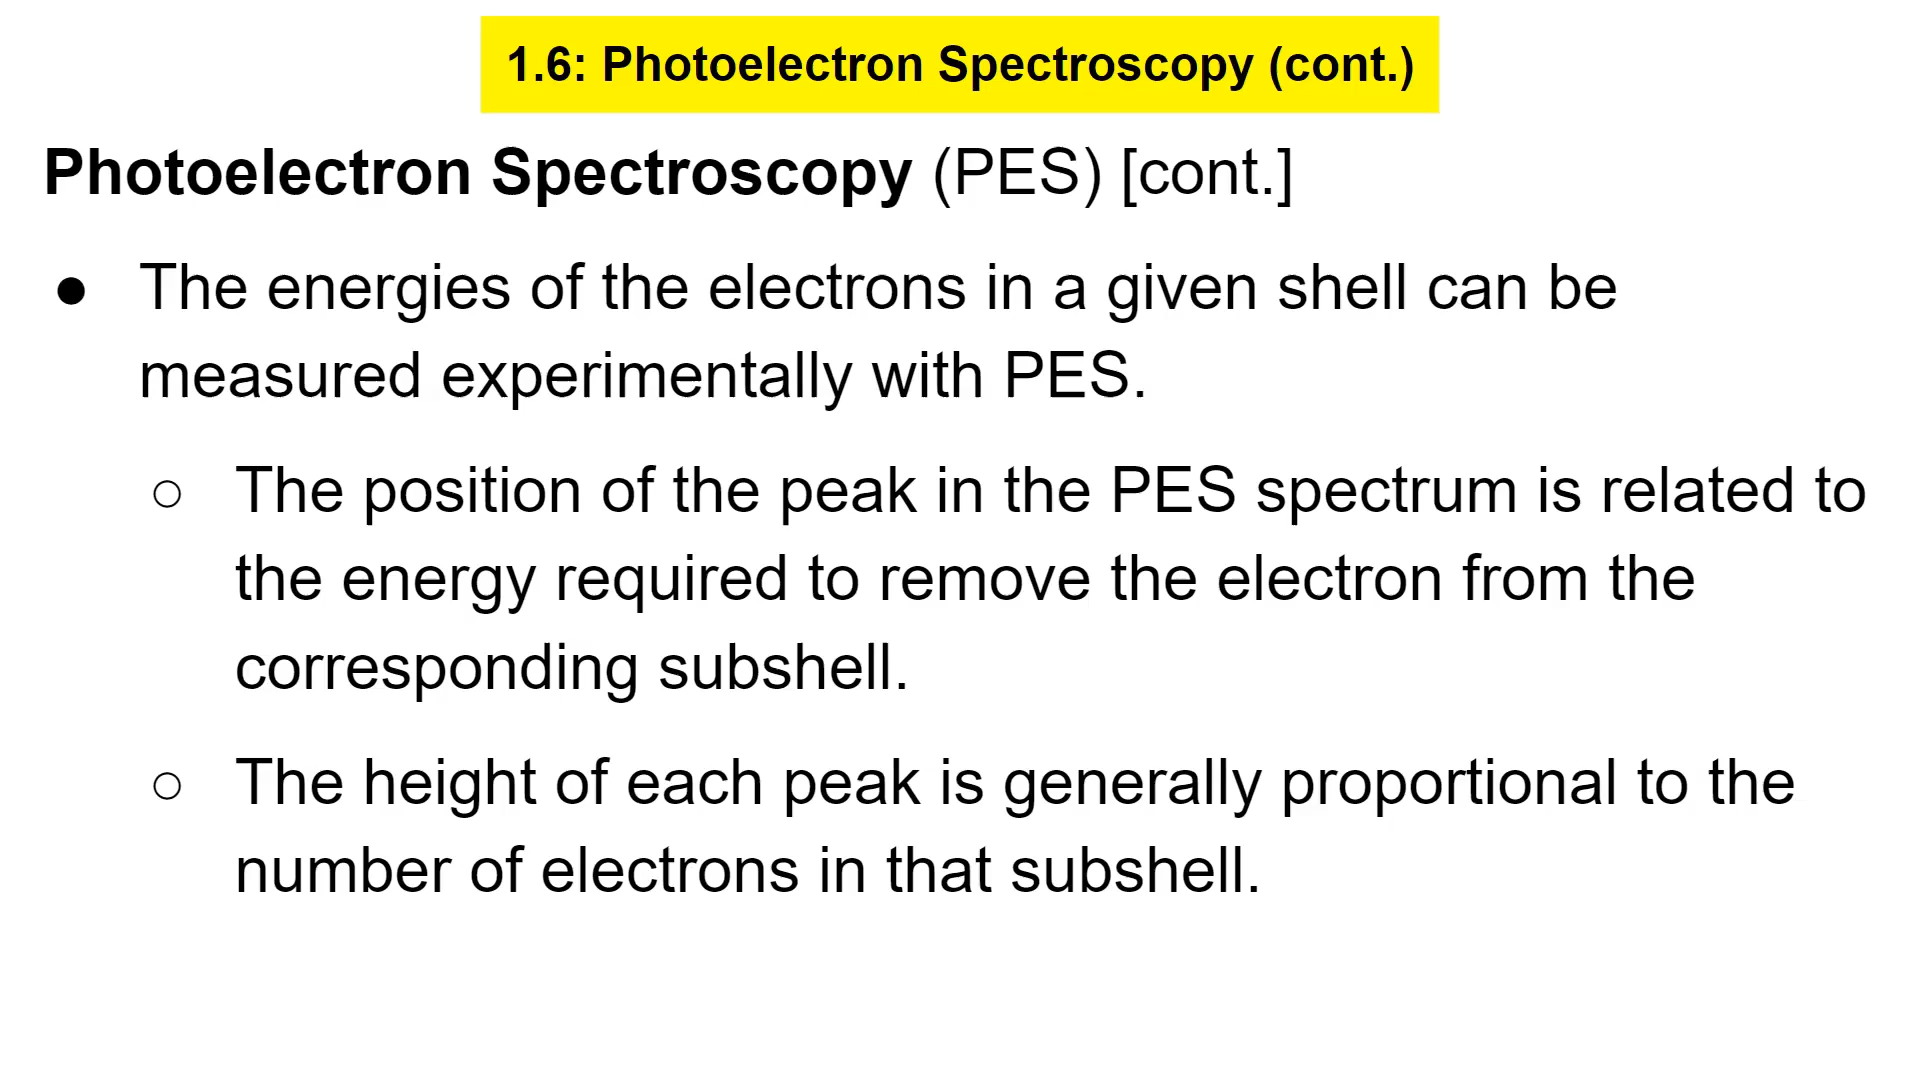 1.6: Photoelectron Spectroscopy (cont.)
Photoelectron Spectroscopy (PES) [cont.]
● The energies of the electrons in a given shell can be
measured experimentally with PES.
○ The position of the peak in the PES spectrum is related to
the energy required to remove the electron from the
corresponding subshell.
○ The height of each peak is generally proportional to the
number of electrons in that subshell.